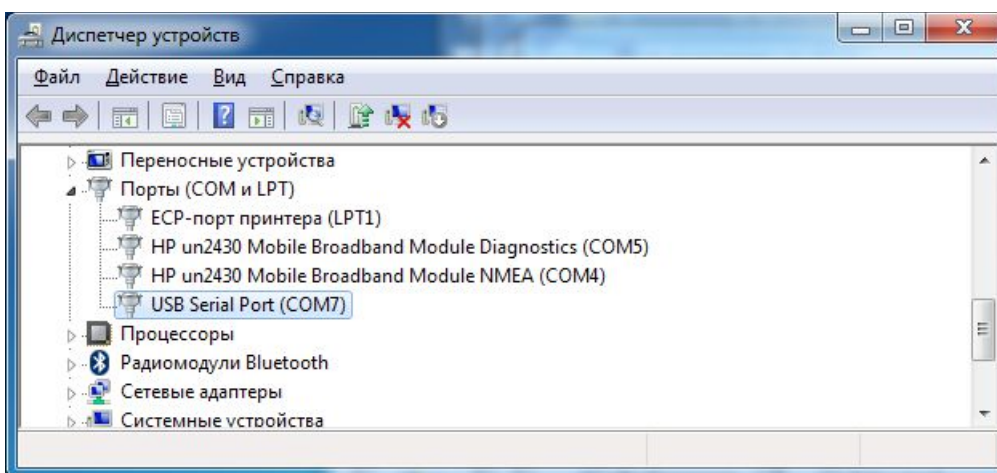 Диспетчер устройств
Файл Действие Вид Справка
Переносные устройства
Порты (COM и LPT)
ECP-порт принтера (LPT1)
HP un2430 Mobile Broadband Module Diagnostics (COM5)
HP un2430 Mobile Broadband Module NMEA (COM4)
USB Serial Port (COM7)
Процессоры
Радиомодули Bluetooth
Сетевые адаптеры
Системные устройства